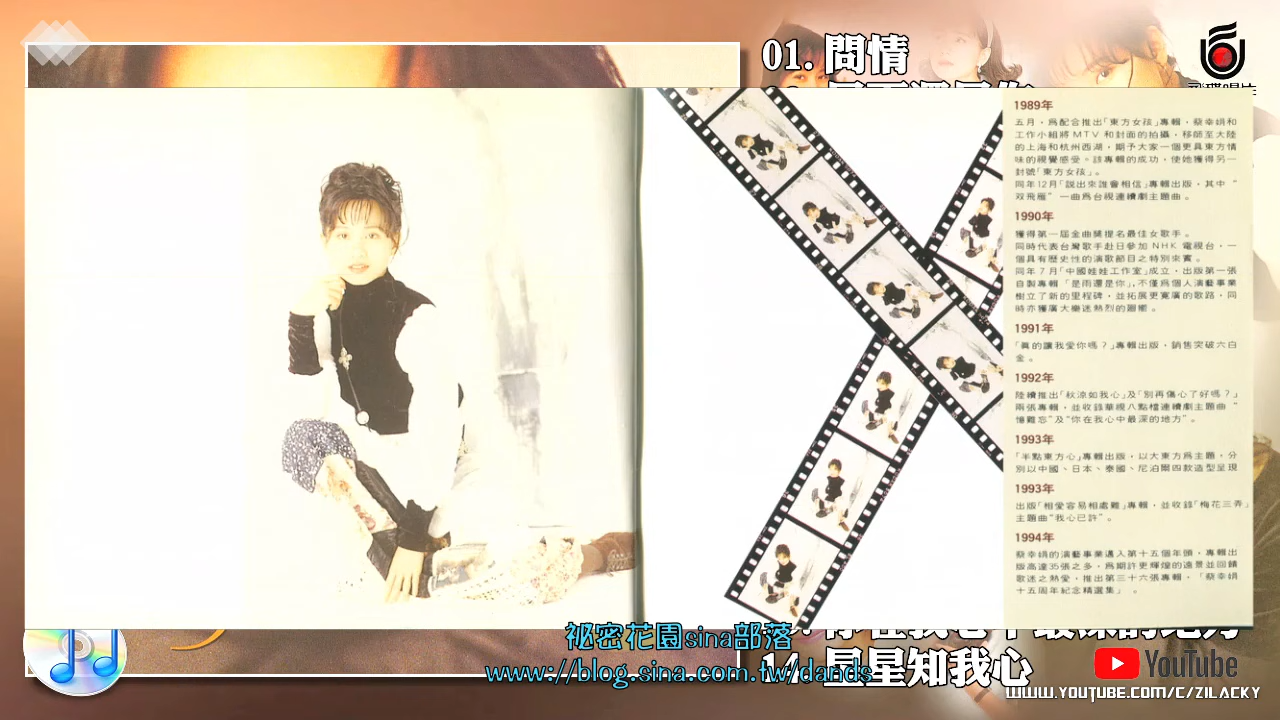 01. 問情
飛碟唱片
1989年
五月，為配合推出「東方女孩」專輯，蔡幸娟和
工作小組將MTV和封面的拍攝，移師至大陸
的上海和杭州西湖，期予大家一個更具東方情
味的視覺感受。該專輯的成功，使她獲得另一
封號「東方女孩」。
同年12月「說出來誰會相信」專輯出版，其中“
双飛雁”一曲為台視連續劇主題曲。
1990年
獲得第一屆金曲獎提名最佳女歌手。
同時代表台灣歌手赴日參加NHK電視台，一
個具有歷史性的演歌節目之特別來賓。
同年7月「中國娃娃工作室」成立、出版第一張
自製專輯「是雨還是你」，不僅為個人演藝事業
樹立了新的里程碑，並拓展更寬廣的歌路，同
時亦獲廣大樂迷熱烈的迴響。
1991年
「真的讓我愛你嗎？」專輯出版，銷售突破六白
金。
1992年
陸續推出「秋涼如我心」及「別再傷心了好嗎？」
兩張專輯，並收錄華視八點檔連續劇主題曲“
憶難忘”及“你在我心中最深的地方”。
1993年
「半點東方心」專輯出版，以大東方為主題，分
別以中國、日本、泰國、尼泊爾四款造型呈現
1993年
出版「相愛容易相處難」專輯，並收錄「梅花三弄」
主題曲“我心已許”。
1994年
蔡幸娟的演藝事業邁入第十五個年頭，專輯出
版高達35張之多，為期許更輝煌的遠景並回饋
歌迷之熱愛，推出第三十六張專輯，「蔡幸娟
十五周年紀念精選集」。
祕密花園sina部落
www://blog.sina.com.tw/dands
14. 星星知我心
YouTube
WWW.YOUTUBE.COM/C/ZILACKY